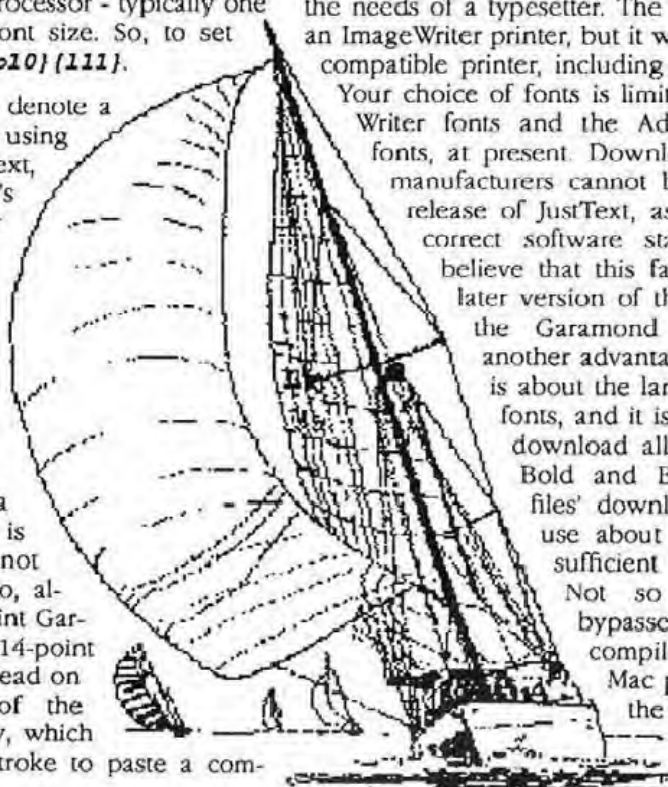 rocessor - typically one
ont size. So, to set
p10} {111}.
denote a
using
ext,
's
a
is
not
o, al-
int Gar-
14-point
ead on
of the
, which
troke to paste a com-
the needs of a typesetter. The
an ImageWriter printer, but it w
compatible printer, including
Your choice of fonts is limit
Writer fonts and the Ad
fonts, at present. Downl
manufacturers cannot b
release of JustText, as
correct software sta
believe that this fa
later version of th
the Garamond
another advanta
is about the la
fonts, and it is
download all
Bold and B
files' downl
use about
sufficient
Not so
bypasse
compil
Mac p
the